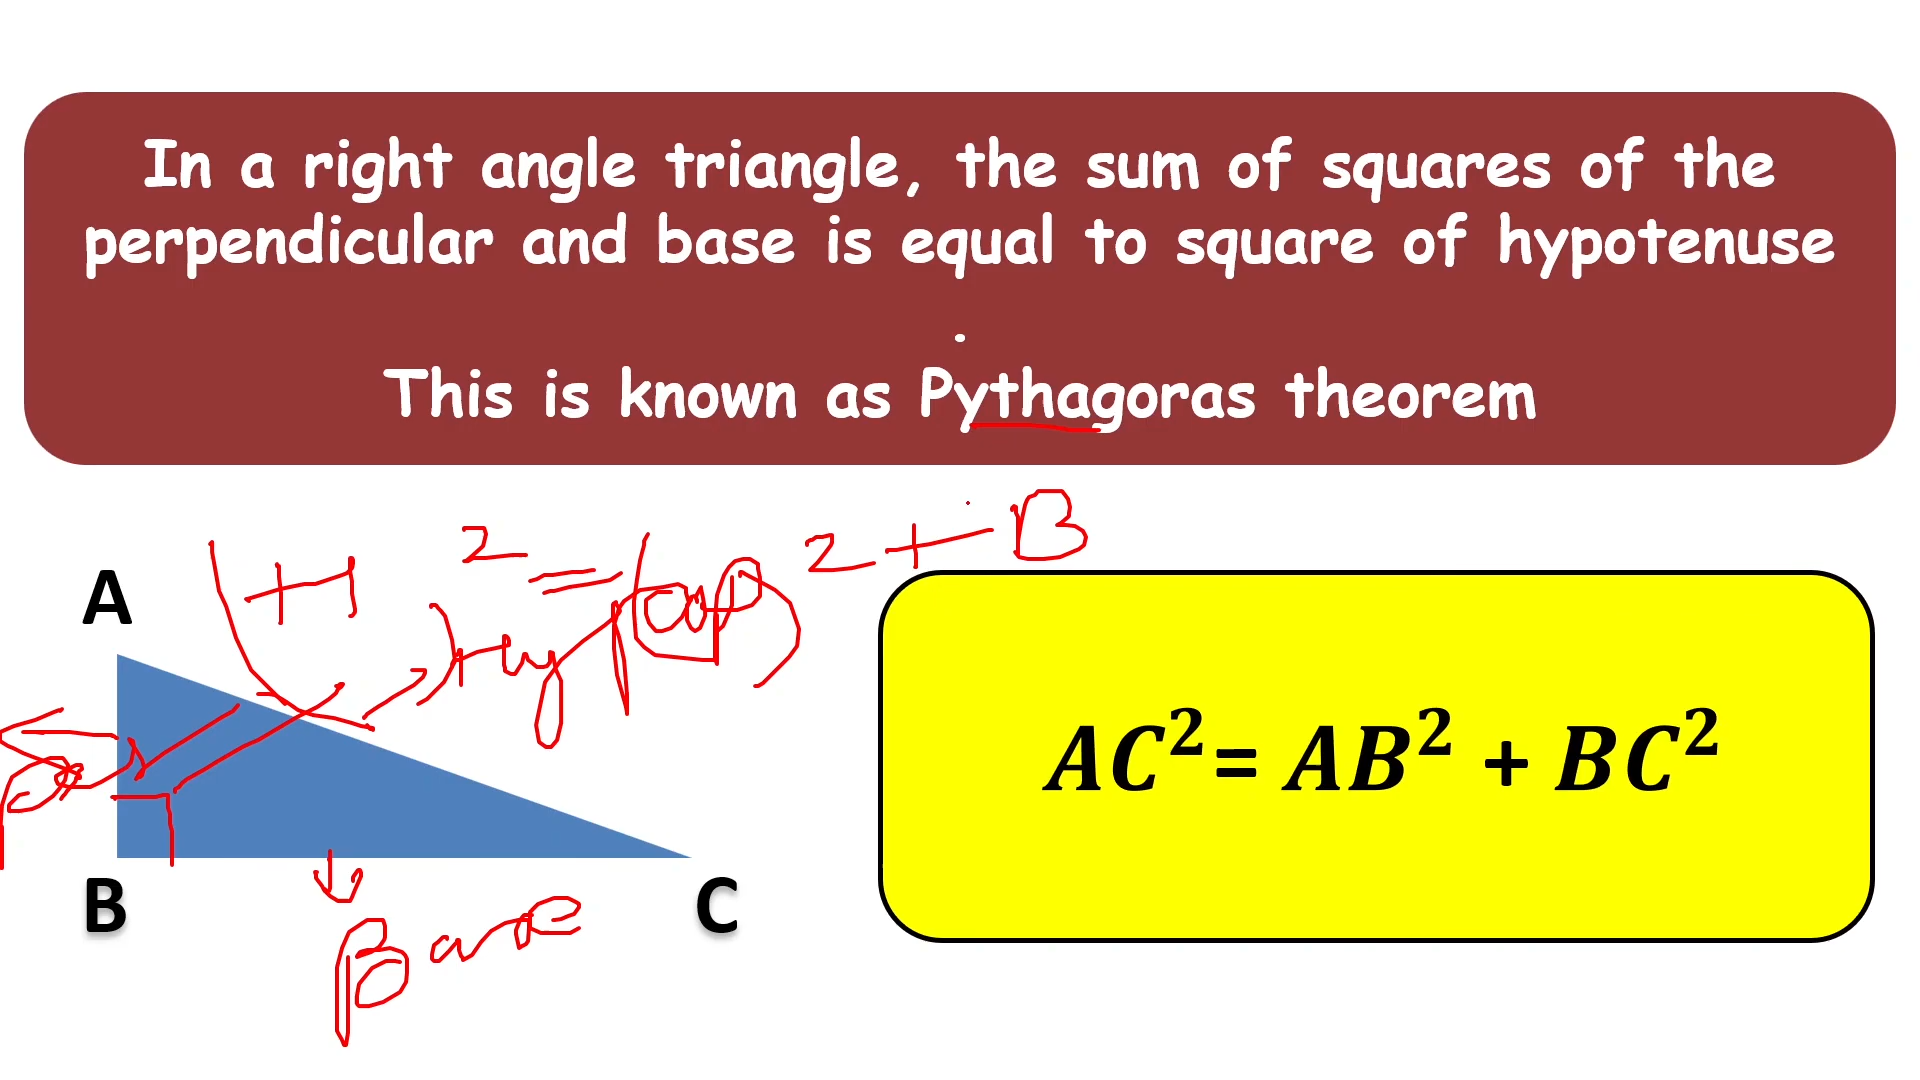 In a right angle triangle, the sum of squares of the
perpendicular and base is equal to square of hypotenuse
.
This is known as Pythagoras theorem
H² = P² + B
A
Hyp
AC²= AB² + BC²
B
C
Base